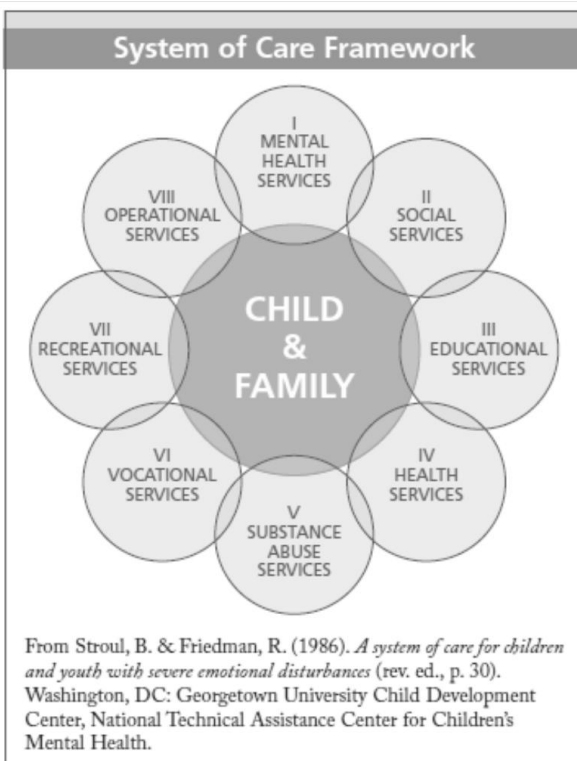 System of Care Framework
I
MENTAL
HEALTH
SERVICES
II
SOCIAL
SERVICES
III
EDUCATIONAL
SERVICES
IV
HEALTH
SERVICES
V
SUBSTANCE
ABUSE
SERVICES
VI
VOCATIONAL
SERVICES
VII
RECREATIONAL
SERVICES
VIII
OPERATIONAL
SERVICES
CHILD
&
FAMILY
From Stroul, B. & Friedman, R. (1986). A system of care for children
and youth with severe emotional disturbances (rev. ed., p. 30).
Washington, DC: Georgetown University Child Development
Center, National Technical Assistance Center for Children's
Mental Health.